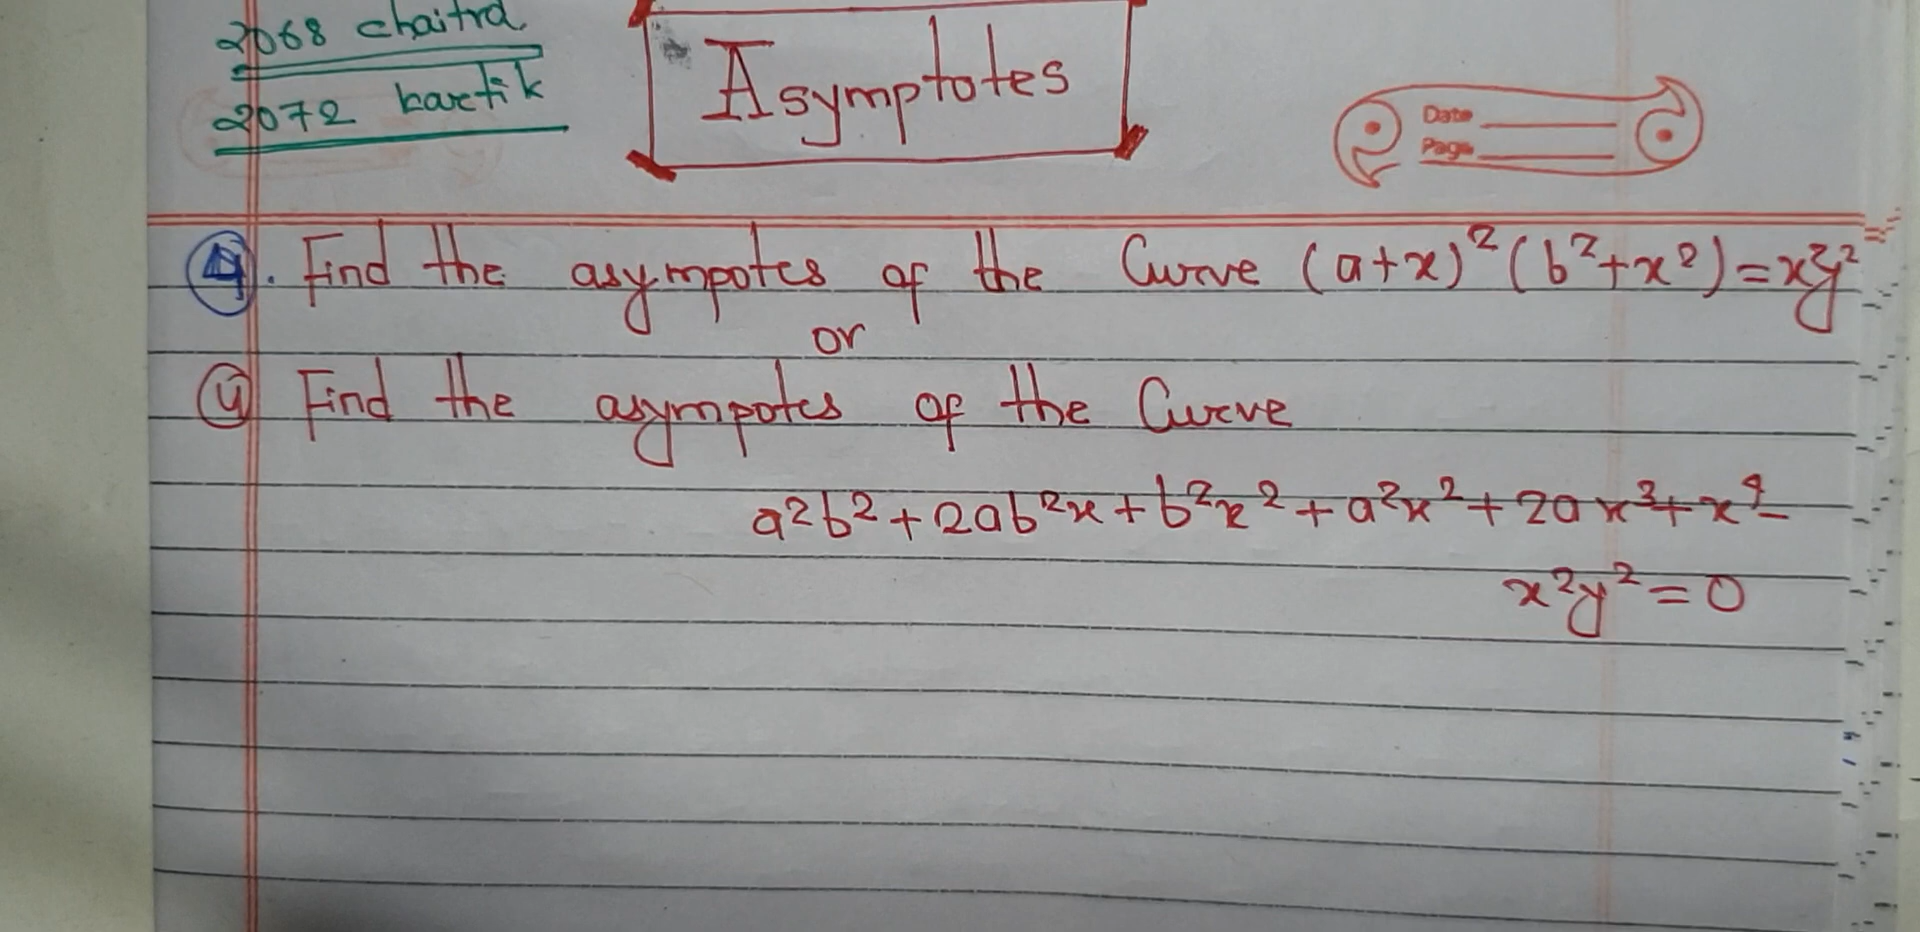 2068 chaitra
2072 kartik
Asymptotes
Date
Page
4. Find the asympotes of the Curve (a+x)²(b²+x²)=x²y²
or
4 Find the asympotes of the Curve
a²b²+2ab²x+b²x²+a²x²+2ax³+x⁴-
x²y²=0